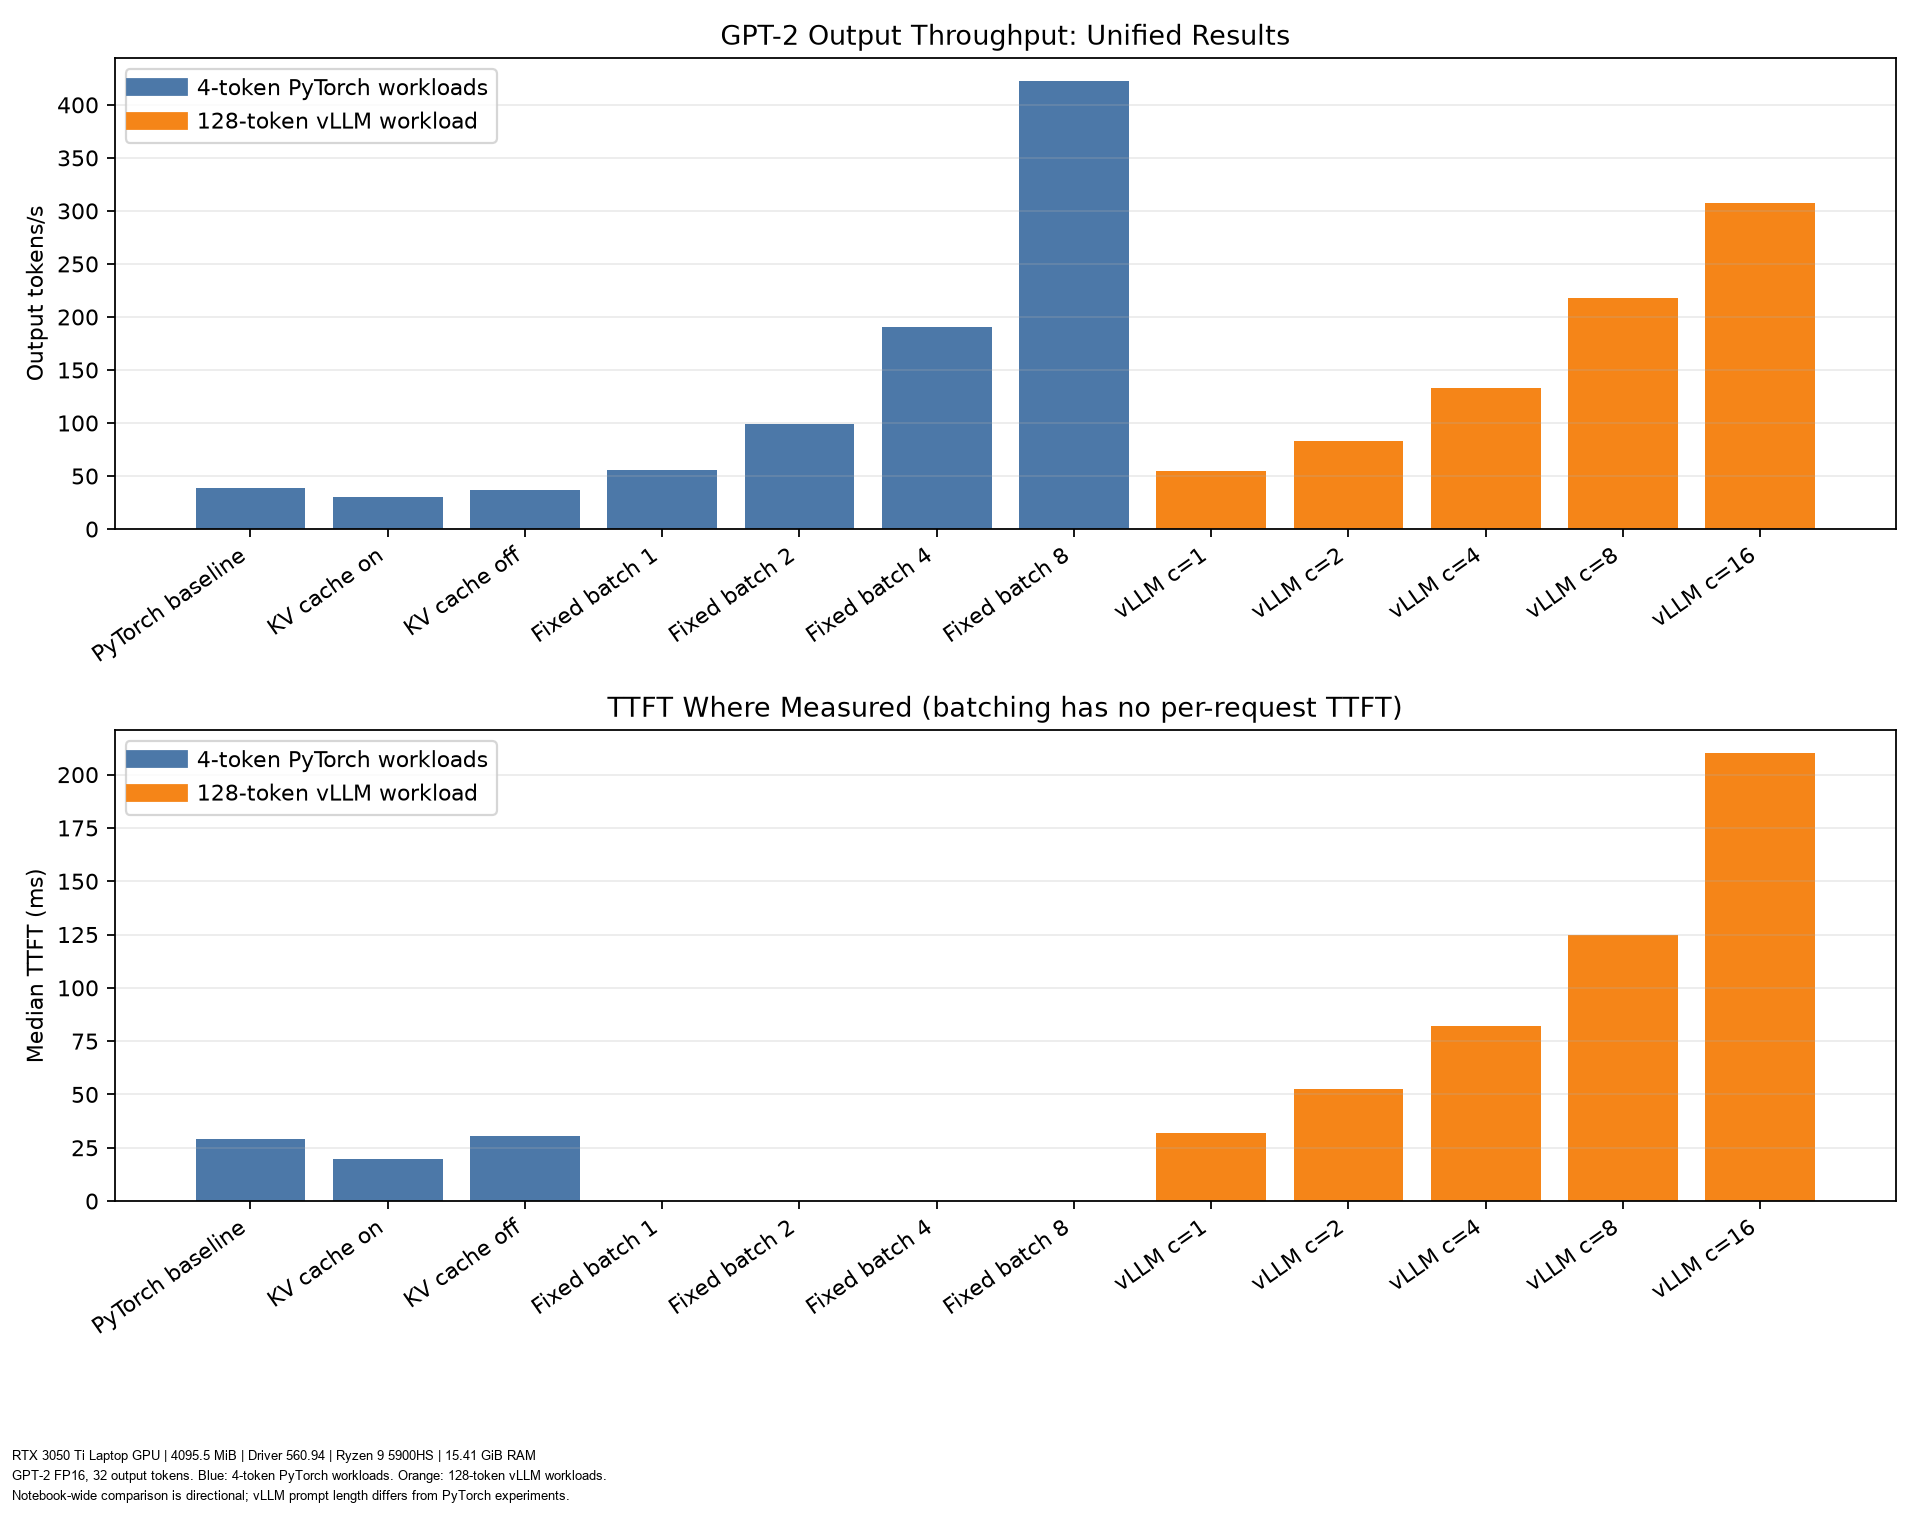 GPT-2 Output Throughput: Unified Results
4-token PyTorch workloads
128-token vLLM workload
Output tokens/s
400
350
300
250
200
150
100
50
0
PyTorch baseline
KV cache on
KV cache off
Fixed batch 1
Fixed batch 2
Fixed batch 4
Fixed batch 8
vLLM c=1
vLLM c=2
vLLM c=4
vLLM c=8
vLLM c=16
TTFT Where Measured (batching has no per-request TTFT)
4-token PyTorch workloads
128-token vLLM workload
Median TTFT (ms)
200
175
150
125
100
75
50
25
0
PyTorch baseline
KV cache on
KV cache off
Fixed batch 1
Fixed batch 2
Fixed batch 4
Fixed batch 8
vLLM c=1
vLLM c=2
vLLM c=4
vLLM c=8
vLLM c=16
RTX 3050 Ti Laptop GPU | 4095.5 MiB | Driver 560.94 | Ryzen 9 5900HS | 15.41 GiB RAM
GPT-2 FP16, 32 output tokens. Blue: 4-token PyTorch workloads. Orange: 128-token vLLM workloads.
Notebook-wide comparison is directional; vLLM prompt length differs from PyTorch experiments.